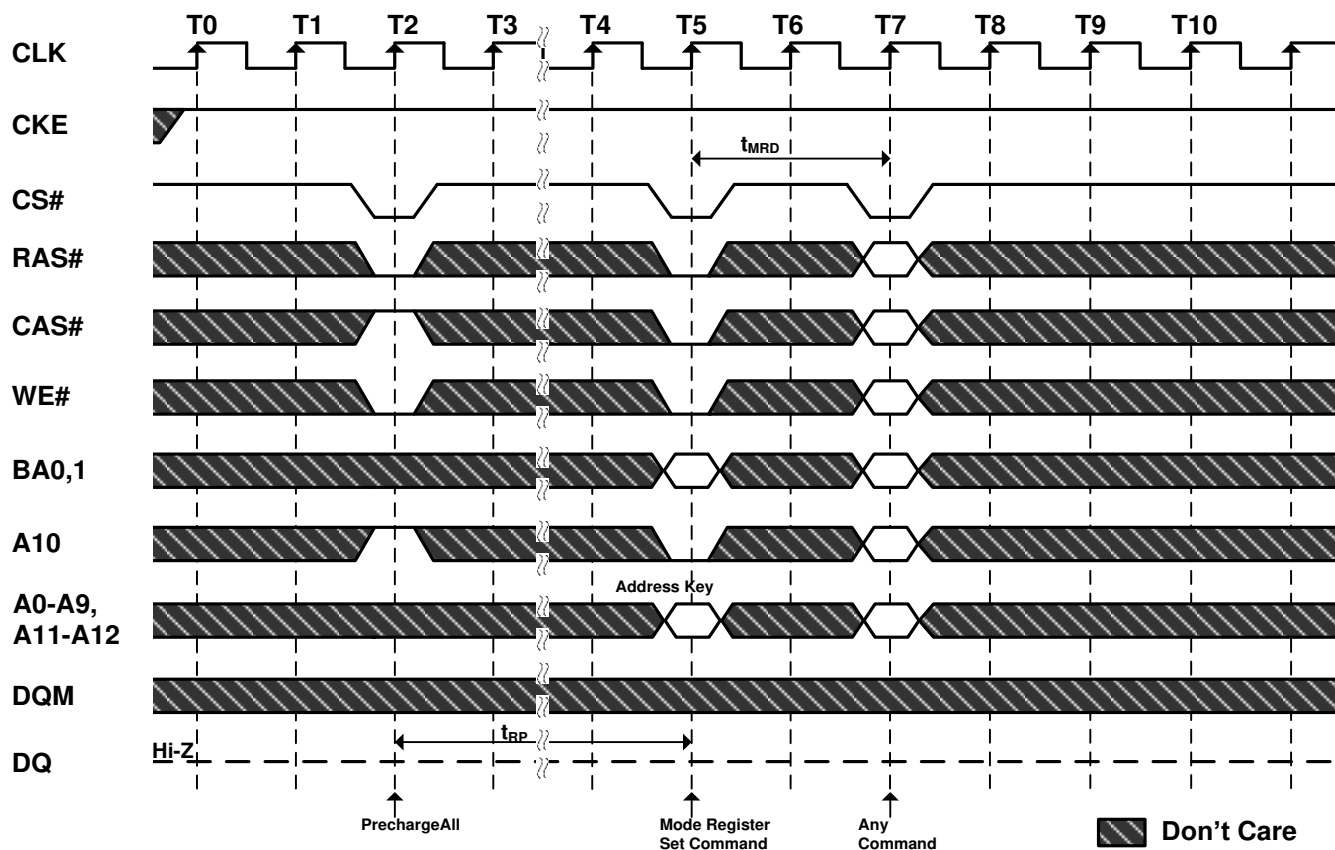 T0 T1 T2 T3 T4 T5 T6 T7 T8 T9 T10
CLK
CKE
tMRD
CS#
RAS#
CAS#
WE#
BA0,1
A10
Address Key
A0-A9,
A11-A12
DQM
tRP
Hi-Z
DQ
PrechargeAll
Mode Register
Set Command
Any
Command
Don't Care